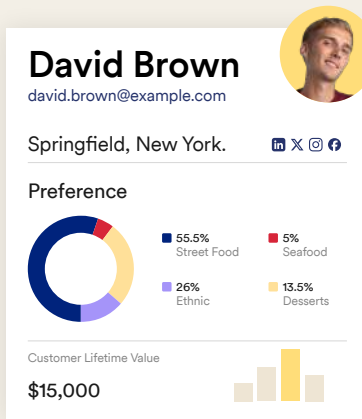 David Brown
david.brown@example.com
Springfield, New York.
Preference
55.5%
Street Food
5%
Seafood
26%
Ethnic
13.5%
Desserts
Customer Lifetime Value
$15,000